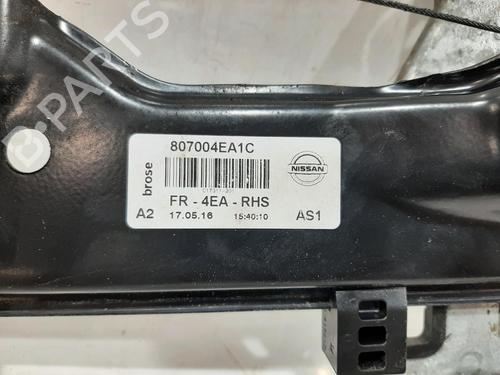 807004EA1C
brose
NISSAN
FR - 4EA - RHS
A2 17.05.16 15:40:10 AS1
B-Parts